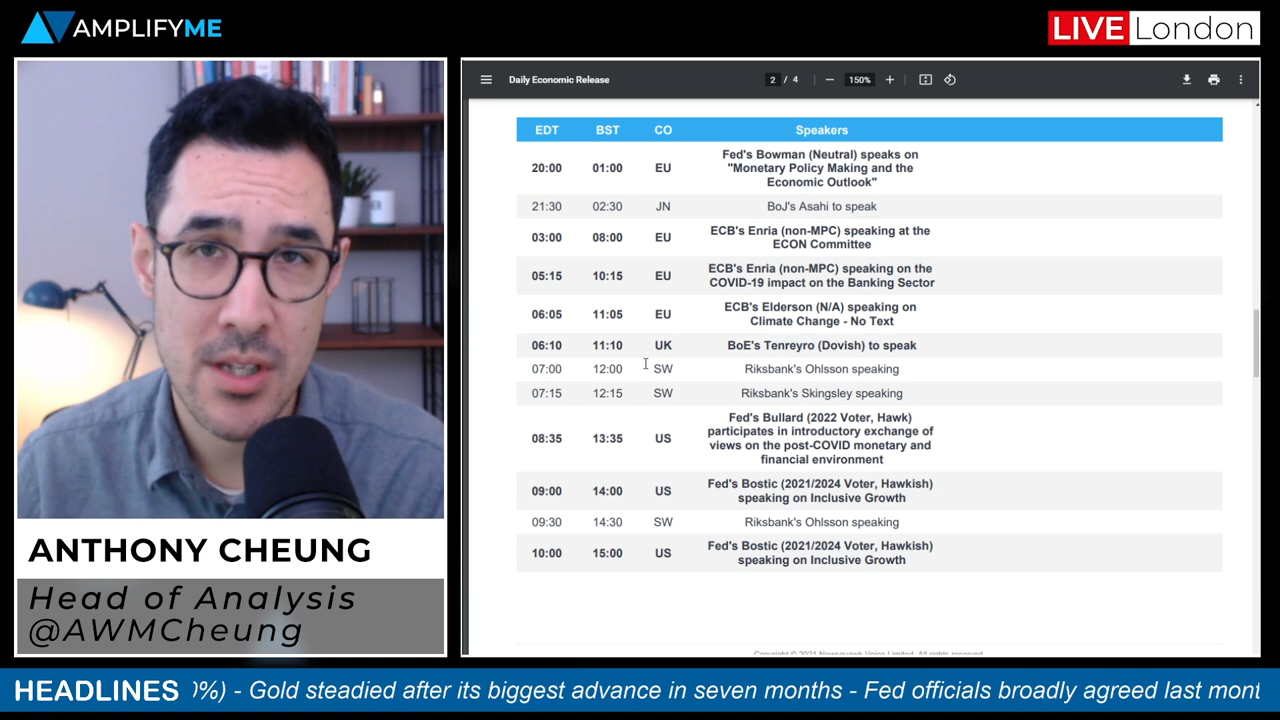 AMPLIFYME
LIVE London
Daily Economic Release
2 / 4
150%
EDT BST CO Speakers
20:00 01:00 EU Fed's Bowman (Neutral) speaks on
"Monetary Policy Making and the
Economic Outlook"
21:30 02:30 JN BoJ's Asahi to speak
03:00 08:00 EU ECB's Enria (non-MPC) speaking at the
ECON Committee
05:15 10:15 EU ECB's Enria (non-MPC) speaking on the
COVID-19 impact on the Banking Sector
06:05 11:05 EU ECB's Elderson (N/A) speaking on
Climate Change - No Text
06:10 11:10 UK BoE's Tenreyro (Dovish) to speak
07:00 12:00 SW Riksbank's Ohlsson speaking
07:15 12:15 SW Riksbank's Skingsley speaking
08:35 13:35 US Fed's Bullard (2022 Voter, Hawk)
participates in introductory exchange of
views on the post-COVID monetary and
financial environment
09:00 14:00 US Fed's Bostic (2021/2024 Voter, Hawkish)
speaking on Inclusive Growth
09:30 14:30 SW Riksbank's Ohlsson speaking
10:00 15:00 US Fed's Bostic (2021/2024 Voter, Hawkish)
speaking on Inclusive Growth
Copyright © 2021 Newsquawk Voice Limited. All rights reserved.
ANTHONY CHEUNG
Head of Analysis
@AWMCheung
HEADLINES 0%) - Gold steadied after its biggest advance in seven months - Fed officials broadly agreed last mont